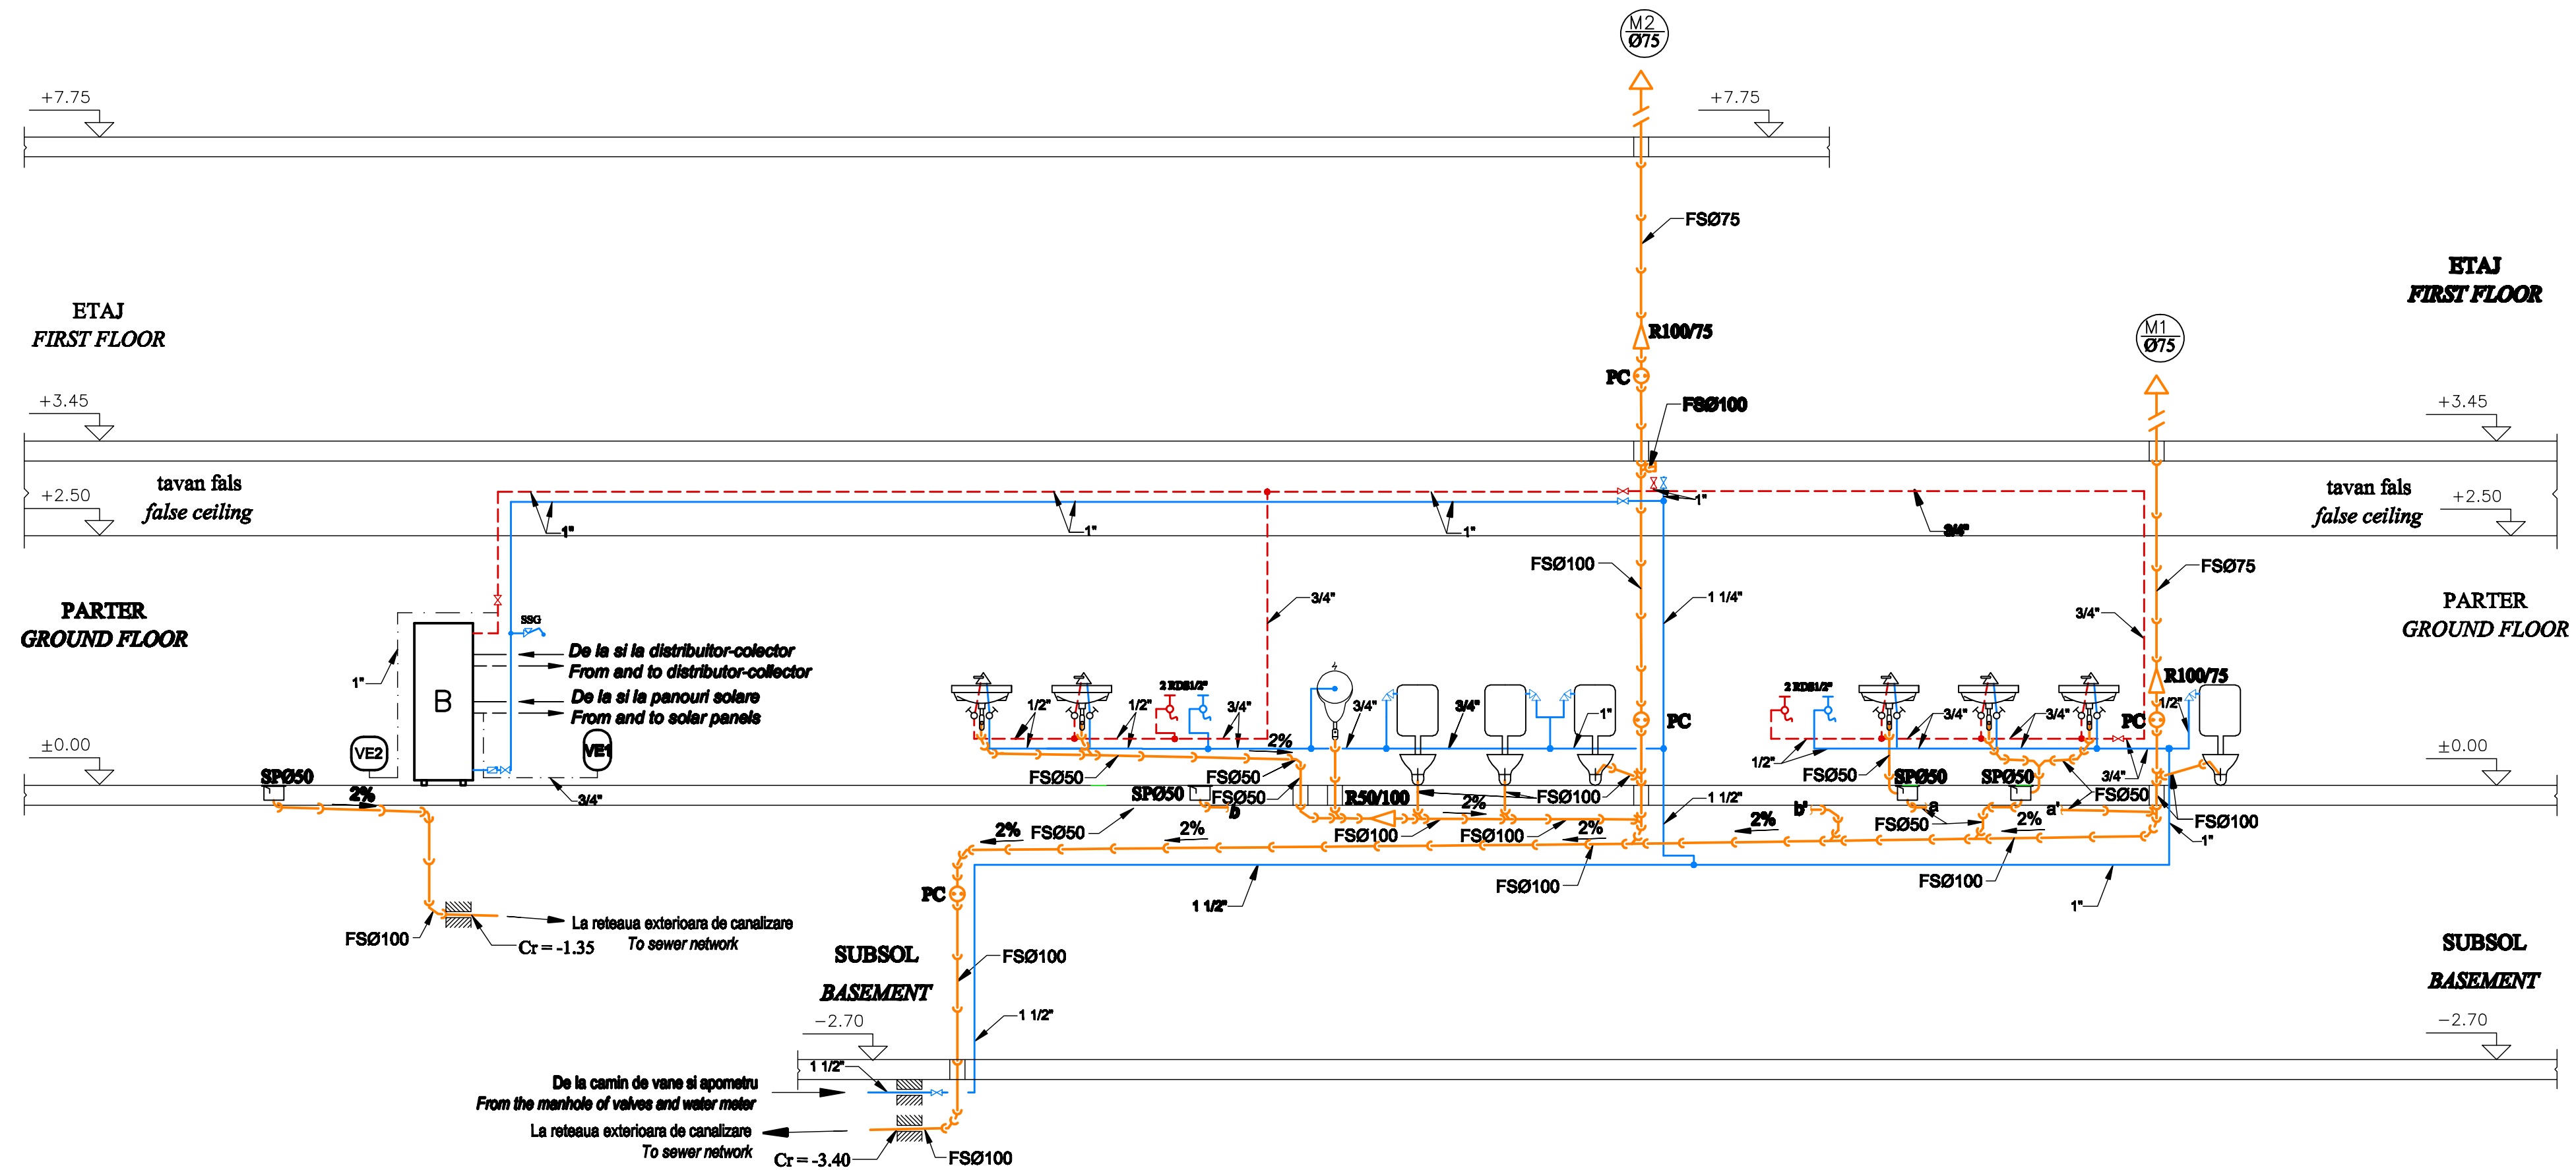 M2
Ø75
+7.75
+7.75
FSØ75
ETAJ
FIRST FLOOR
ETAJ
FIRST FLOOR
R100/75
M1
Ø75
PC
+3.45
FSØ100
+3.45
tavan fals
false ceiling
+2.50
1"
1"
1"
1"
3/4"
tavan fals
false ceiling
+2.50
FSØ100
FSØ75
PARTER
GROUND FLOOR
3/4"
1 1/4"
3/4"
PARTER
GROUND FLOOR
SSG
De la si la distribuitor-colector
From and to distributor-collector
1"
B
De la si la panouri solare
From and to solar panels
R100/75
2 RDS1/2"
2 RDS1/2"
1/2"
1/2"
3/4"
3/4"
3/4"
1"
PC
3/4"
3/4"
PC
1/2"
VE2
VE1
±0.00
2%
±0.00
SPØ50
FSØ50
FSØ50
1/2"
FSØ50
SPØ50
SPØ50
3/4"
2%
3/4"
SPØ50
FSØ50
R50/100
FSØ100
FSØ50
b
2%
1 1/2"
b'
a
a'
2%
FSØ50
2%
2%
FSØ50
FSØ100
FSØ100
2%
2%
FSØ100
1"
FSØ100
FSØ100
PC
1 1/2"
1"
La reteaua exterioara de canalizare
To sewer network
FSØ100
Cr = -1.35
SUBSOL
BASEMENT
FSØ100
SUBSOL
BASEMENT
1 1/2"
-2.70
-2.70
1 1/2"
De la camin de vane si apometru
From the manhole of valves and water meter
La reteaua exterioara de canalizare
To sewer network
Cr = -3.40
FSØ100